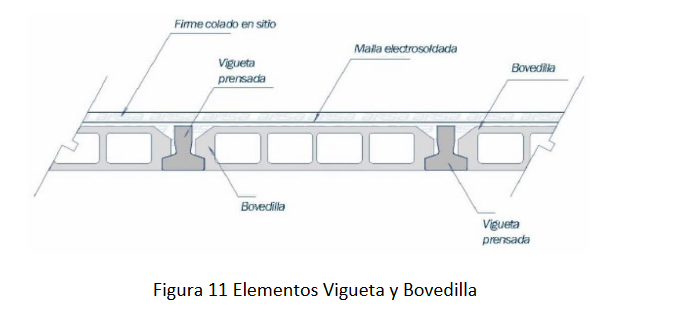 Firme colado en sitio
Vigueta
prensada
Malla electrosoldada
Bovedilla
Bovedilla
Vigueta
prensada
Figura 11 Elementos Vigueta y Bovedilla